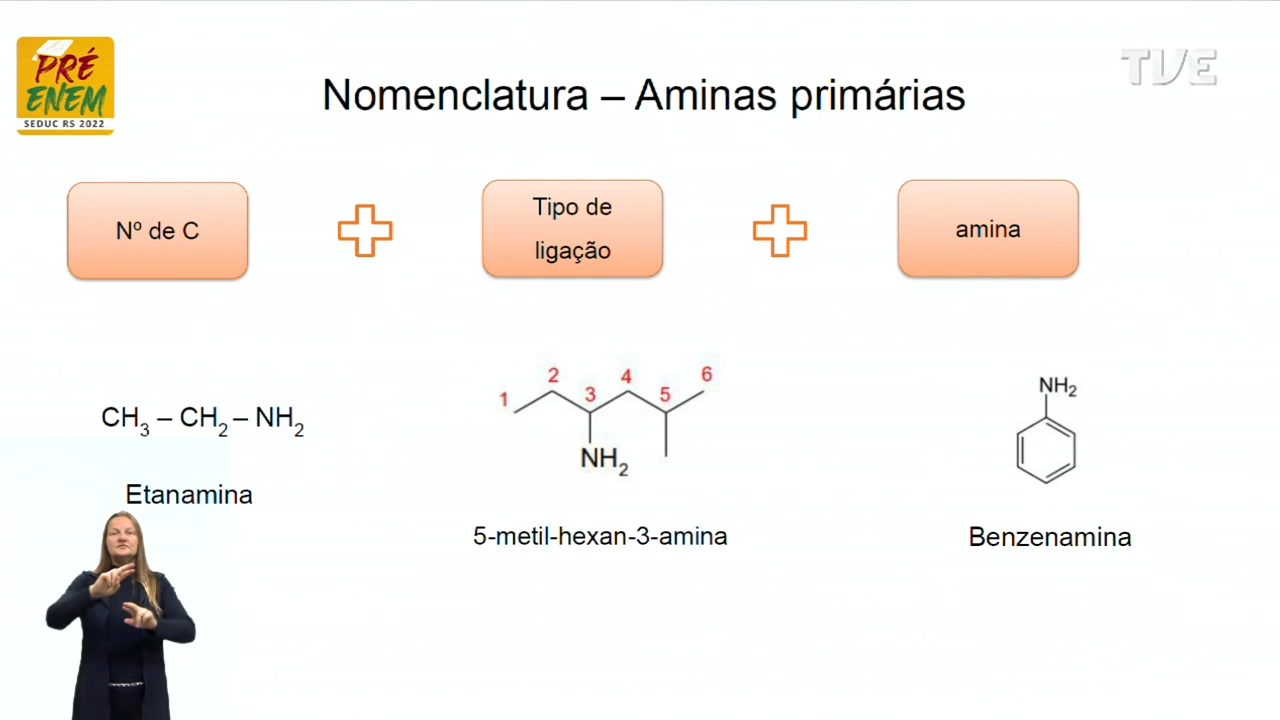 PRÉ
ENEM
SEDUC RS 2022
TVE
Nomenclatura – Aminas primárias
Nº de C
Tipo de
ligação
amina
CH3 – CH2 – NH2
Etanamina
1 2 3 4 5 6
NH2
5-metil-hexan-3-amina
NH2
Benzenamina